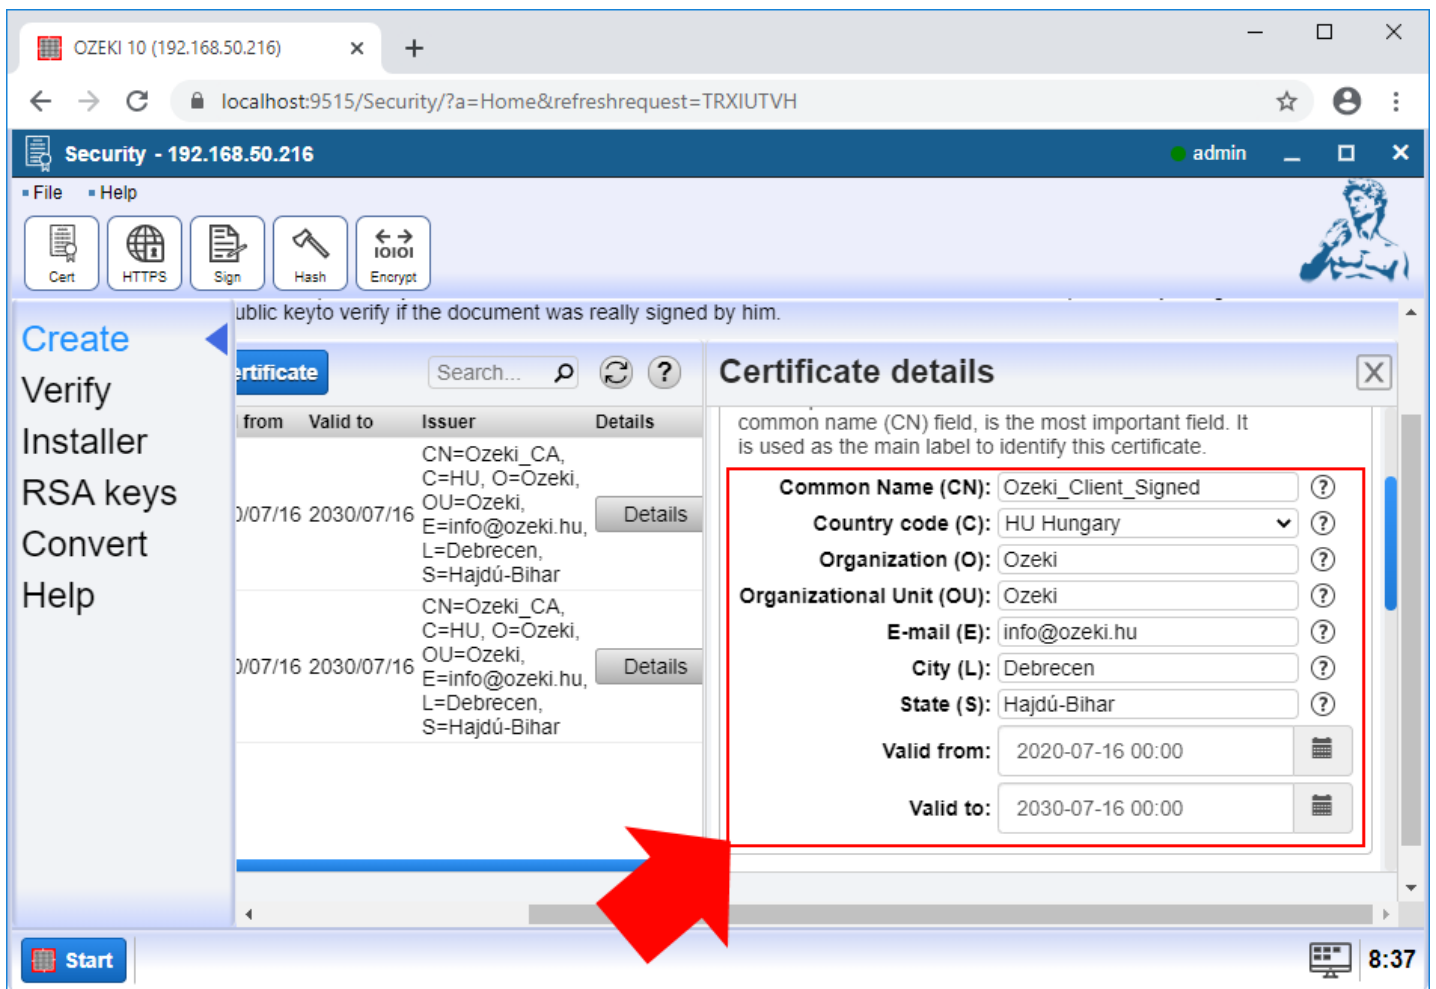 OZEKI 10 (192.168.50.216)
localhost:9515/Security/?a=Home&refreshrequest=TRXIUTVH
Security - 192.168.50.216
admin
File Help
Cert HTTPS Sign Hash Encrypt
IOIOI
ublic keyto verify if the document was really signed by him.
Create
Verify
Installer
RSA keys
Convert
Help
ertificate
Search...
from Valid to Issuer Details
CN=Ozeki_CA,
C=HU, O=Ozeki,
OU=Ozeki,
0/07/16 2030/07/16
E=info@ozeki.hu,
L=Debrecen,
S=Hajdú-Bihar
Details
CN=Ozeki_CA,
C=HU, O=Ozeki,
OU=Ozeki,
0/07/16 2030/07/16
E=info@ozeki.hu,
L=Debrecen,
S=Hajdú-Bihar
Details
Certificate details
X
common name (CN) field, is the most important field. It
is used as the main label to identify this certificate.
Common Name (CN): Ozeki_Client_Signed
Country code (C): HU Hungary
Organization (O): Ozeki
Organizational Unit (OU): Ozeki
E-mail (E): info@ozeki.hu
City (L): Debrecen
State (S): Hajdú-Bihar
Valid from: 2020-07-16 00:00
Valid to: 2030-07-16 00:00
Start
8:37